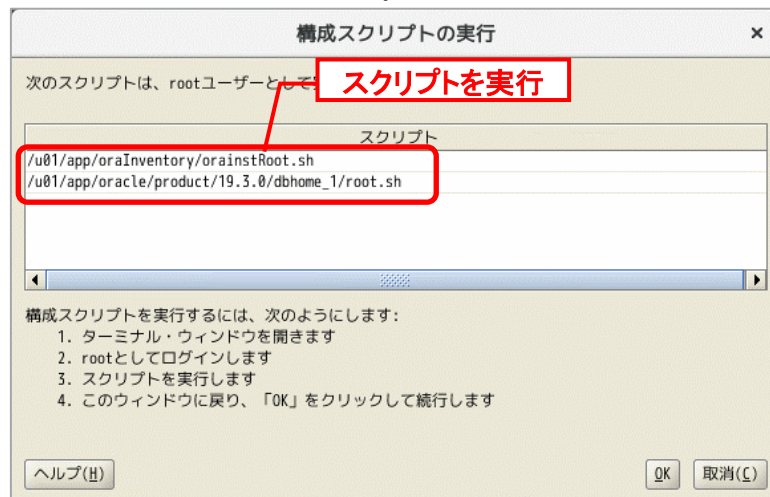 構成スクリプトの実行
×
次のスクリプトは、rootユーザーとして
スクリプトを実行
スクリプト
/u01/app/oraInventory/orainstRoot.sh
/u01/app/oracle/product/19.3.0/dbhome_1/root.sh
構成スクリプトを実行するには、次のようにします:
1. ターミナル・ウィンドウを開きます
2. rootとしてログインします
3. スクリプトを実行します
4. このウィンドウに戻り、「OK」をクリックして続行します
ヘルプ(H)
OK
取消(C)